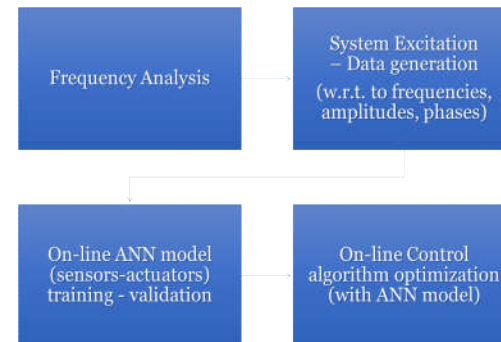 Frequency Analysis
System Excitation
– Data generation
(w.r.t. to frequencies,
amplitudes, phases)
On-line ANN model
(sensors-actuators)
training - validation
On-line Control
algorithm optimization
(with ANN model)